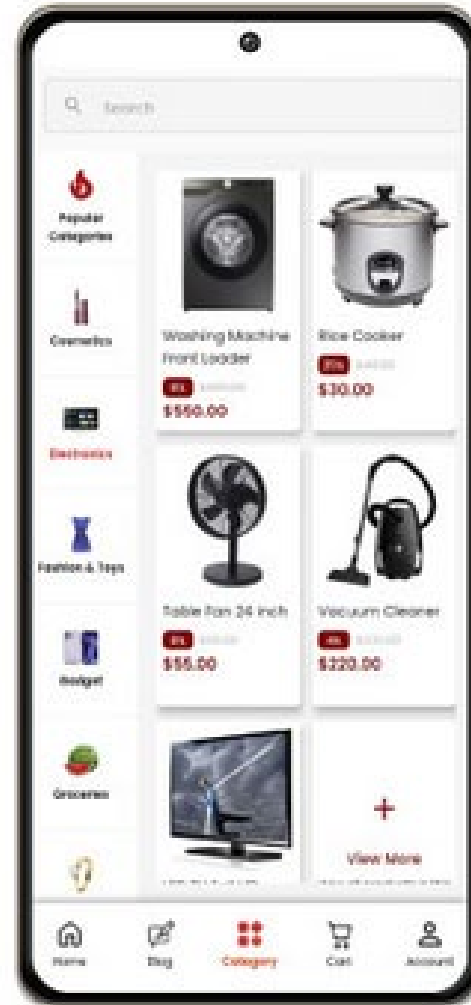 Search
Popular
Categories
Cosmetics
Electronics
Fashion & Toys
Gadget
Groceries
Washing Machine
Front Loader
$550.00
Rice Cooker
$30.00
Table Fan 24 inch
$55.00
Vacuum Cleaner
$220.00
View More
Home
Blog
Category
Cart
Account